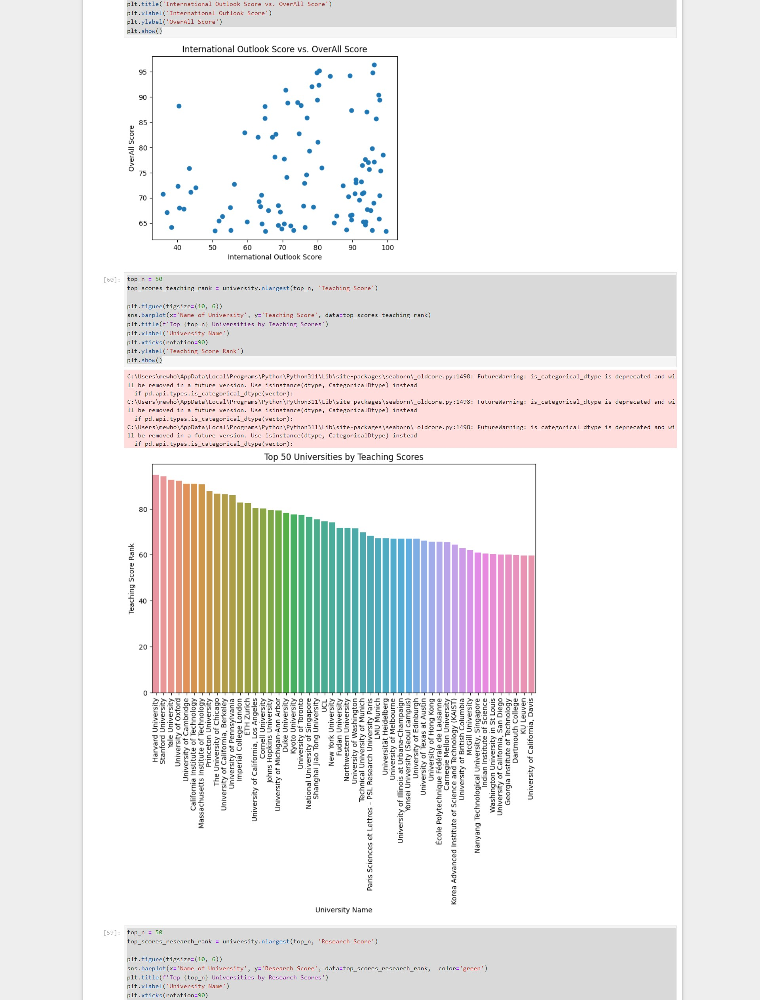 plt.title('International Outlook Score vs. OverAll Score')
plt.xlabel('International Outlook Score')
plt.ylabel('OverAll Score')
plt.show()
International Outlook Score vs. OverAll Score
95
90
85
80
75
70
65
OverAll Score
40 50 60 70 80 90 100
International Outlook Score
[60]:
top_n = 50
top_scores_teaching_rank = university.nlargest(top_n, 'Teaching Score')
plt.figure(figsize=(10, 6))
sns.barplot(x='Name of University', y='Teaching Score', data=top_scores_teaching_rank)
plt.title(f'Top {top_n} Universities by Teaching Scores')
plt.xlabel('University Name')
plt.xticks(rotation=90)
plt.ylabel('Teaching Score Rank')
plt.show()
C:\Users\mewho\AppData\Local\Programs\Python\Python311\Lib\site-packages\seaborn\_oldcore.py:1498: FutureWarning: is_categorical_dtype is deprecated and wi
ll be removed in a future version. Use isinstance(dtype, CategoricalDtype) instead
  if pd.api.types.is_categorical_dtype(vector):
C:\Users\mewho\AppData\Local\Programs\Python\Python311\Lib\site-packages\seaborn\_oldcore.py:1498: FutureWarning: is_categorical_dtype is deprecated and wi
ll be removed in a future version. Use isinstance(dtype, CategoricalDtype) instead
  if pd.api.types.is_categorical_dtype(vector):
C:\Users\mewho\AppData\Local\Programs\Python\Python311\Lib\site-packages\seaborn\_oldcore.py:1498: FutureWarning: is_categorical_dtype is deprecated and wi
ll be removed in a future version. Use isinstance(dtype, CategoricalDtype) instead
  if pd.api.types.is_categorical_dtype(vector):
Top 50 Universities by Teaching Scores
80
60
40
20
0
Teaching Score Rank
Harvard University
Stanford University
Yale University
University of Oxford
University of Cambridge
California Institute of Technology
Massachusetts Institute of Technology
Princeton University
The University of Chicago
University of California, Berkeley
University of Pennsylvania
Imperial College London
ETH Zurich
University of California, Los Angeles
Cornell University
Johns Hopkins University
University of Michigan-Ann Arbor
Duke University
Kyoto University
University of Toronto
National University of Singapore
Shanghai Jiao Tong University
UCL
New York University
Fudan University
Northwestern University
University of Washington
Technical University of Munich
Paris Sciences et Lettres – PSL Research University Paris
LMU Munich
Universität Heidelberg
University of Melbourne
University of Illinois at Urbana-Champaign
Yonsei University (Seoul campus)
University of Edinburgh
University of Texas at Austin
University of Hong Kong
École Polytechnique Fédérale de Lausanne
Carnegie Mellon University
Korea Advanced Institute of Science and Technology (KAIST)
University of British Columbia
McGill University
Nanyang Technological University, Singapore
Indian Institute of Science
Washington University in St Louis
University of California, San Diego
Georgia Institute of Technology
Dartmouth College
KU Leuven
University of California, Davis
University Name
[59]:
top_n = 50
top_scores_research_rank = university.nlargest(top_n, 'Research Score')
plt.figure(figsize=(10, 6))
sns.barplot(x='Name of University', y='Research Score', data=top_scores_research_rank,  color='green')
plt.title(f'Top {top_n} Universities by Research Scores')
plt.xlabel('University Name')
plt.xticks(rotation=90)